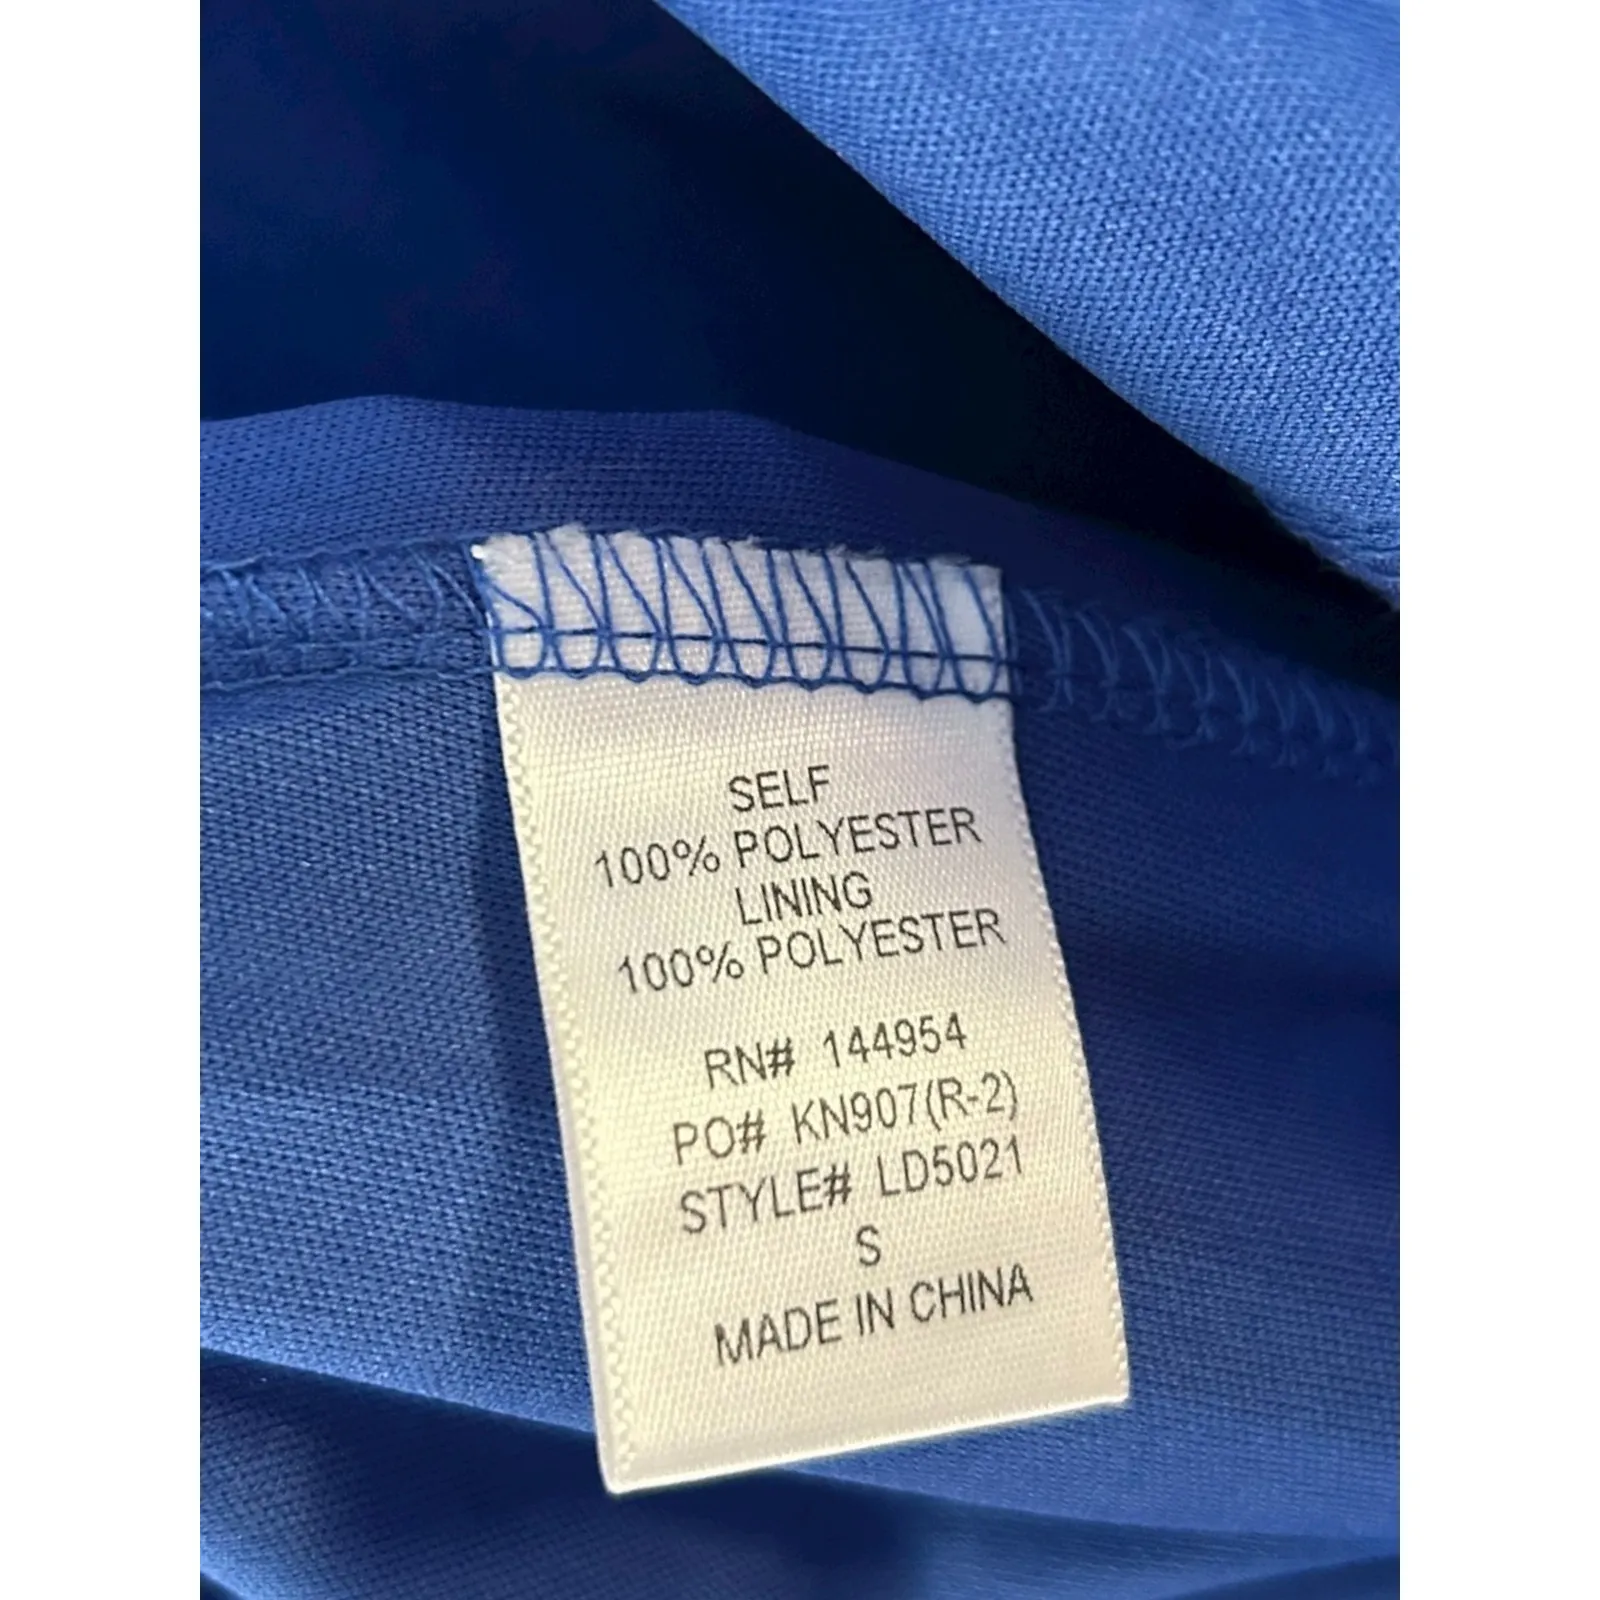 SELF
100% POLYESTER
LINING
100% POLYESTER
RN# 144954
PO# KN907(R-2)
STYLE# LD5021
S
MADE IN CHINA